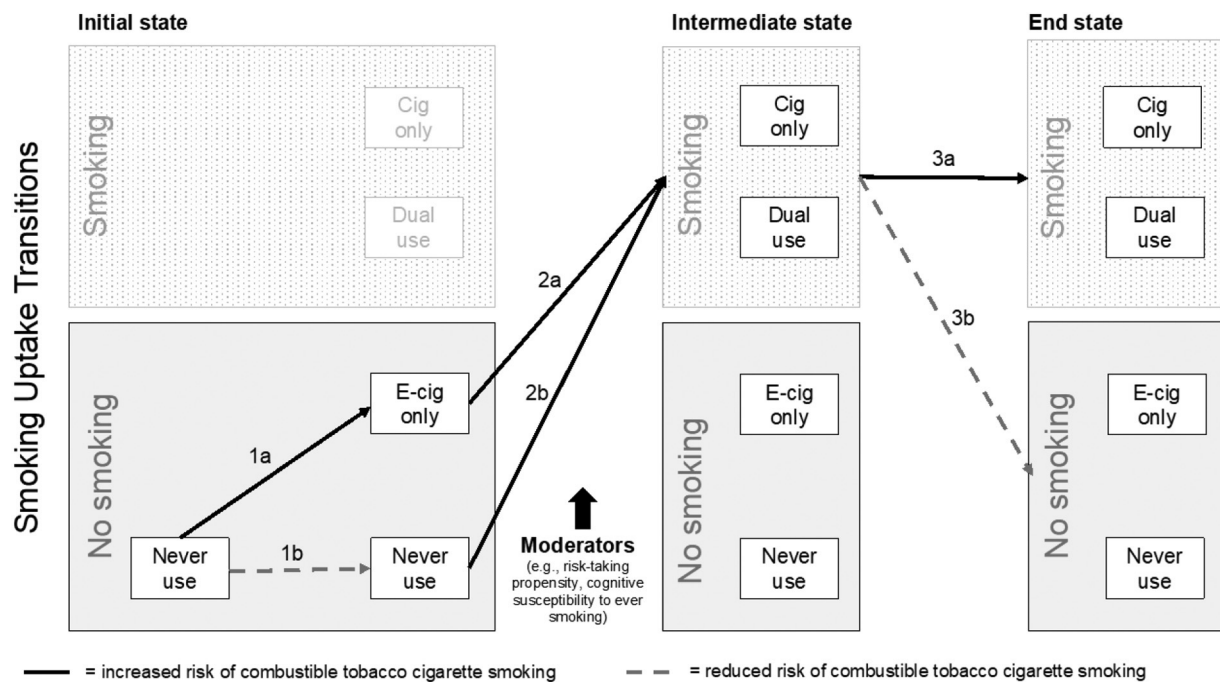 Initial state
Intermediate state
End state
Smoking Uptake Transitions
Smoking
Cig
only
Dual
use
No smoking
E-cig
only
Never
use
Never
use
1a
1b
2a
2b
Moderators
(e.g., risk-taking
propensity, cognitive
susceptibility to ever
smoking)
Smoking
Cig
only
Dual
use
No smoking
E-cig
only
Never
use
3a
3b
Smoking
Cig
only
Dual
use
No smoking
E-cig
only
Never
use
= increased risk of combustible tobacco cigarette smoking
= reduced risk of combustible tobacco cigarette smoking